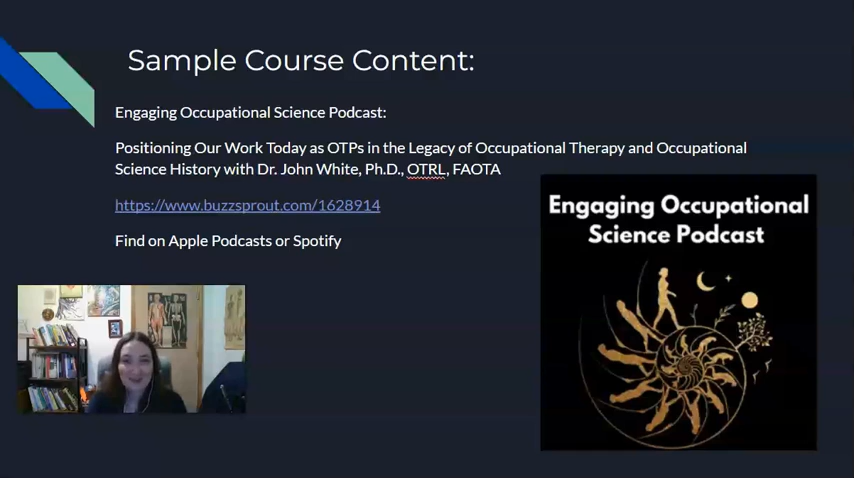 Sample Course Content:
Engaging Occupational Science Podcast:
Positioning Our Work Today as OTPs in the Legacy of Occupational Therapy and Occupational
Science History with Dr. John White, Ph.D., OTRL, FAOTA
https://www.buzzsprout.com/1628914
Find on Apple Podcasts or Spotify
Engaging Occupational
Science Podcast